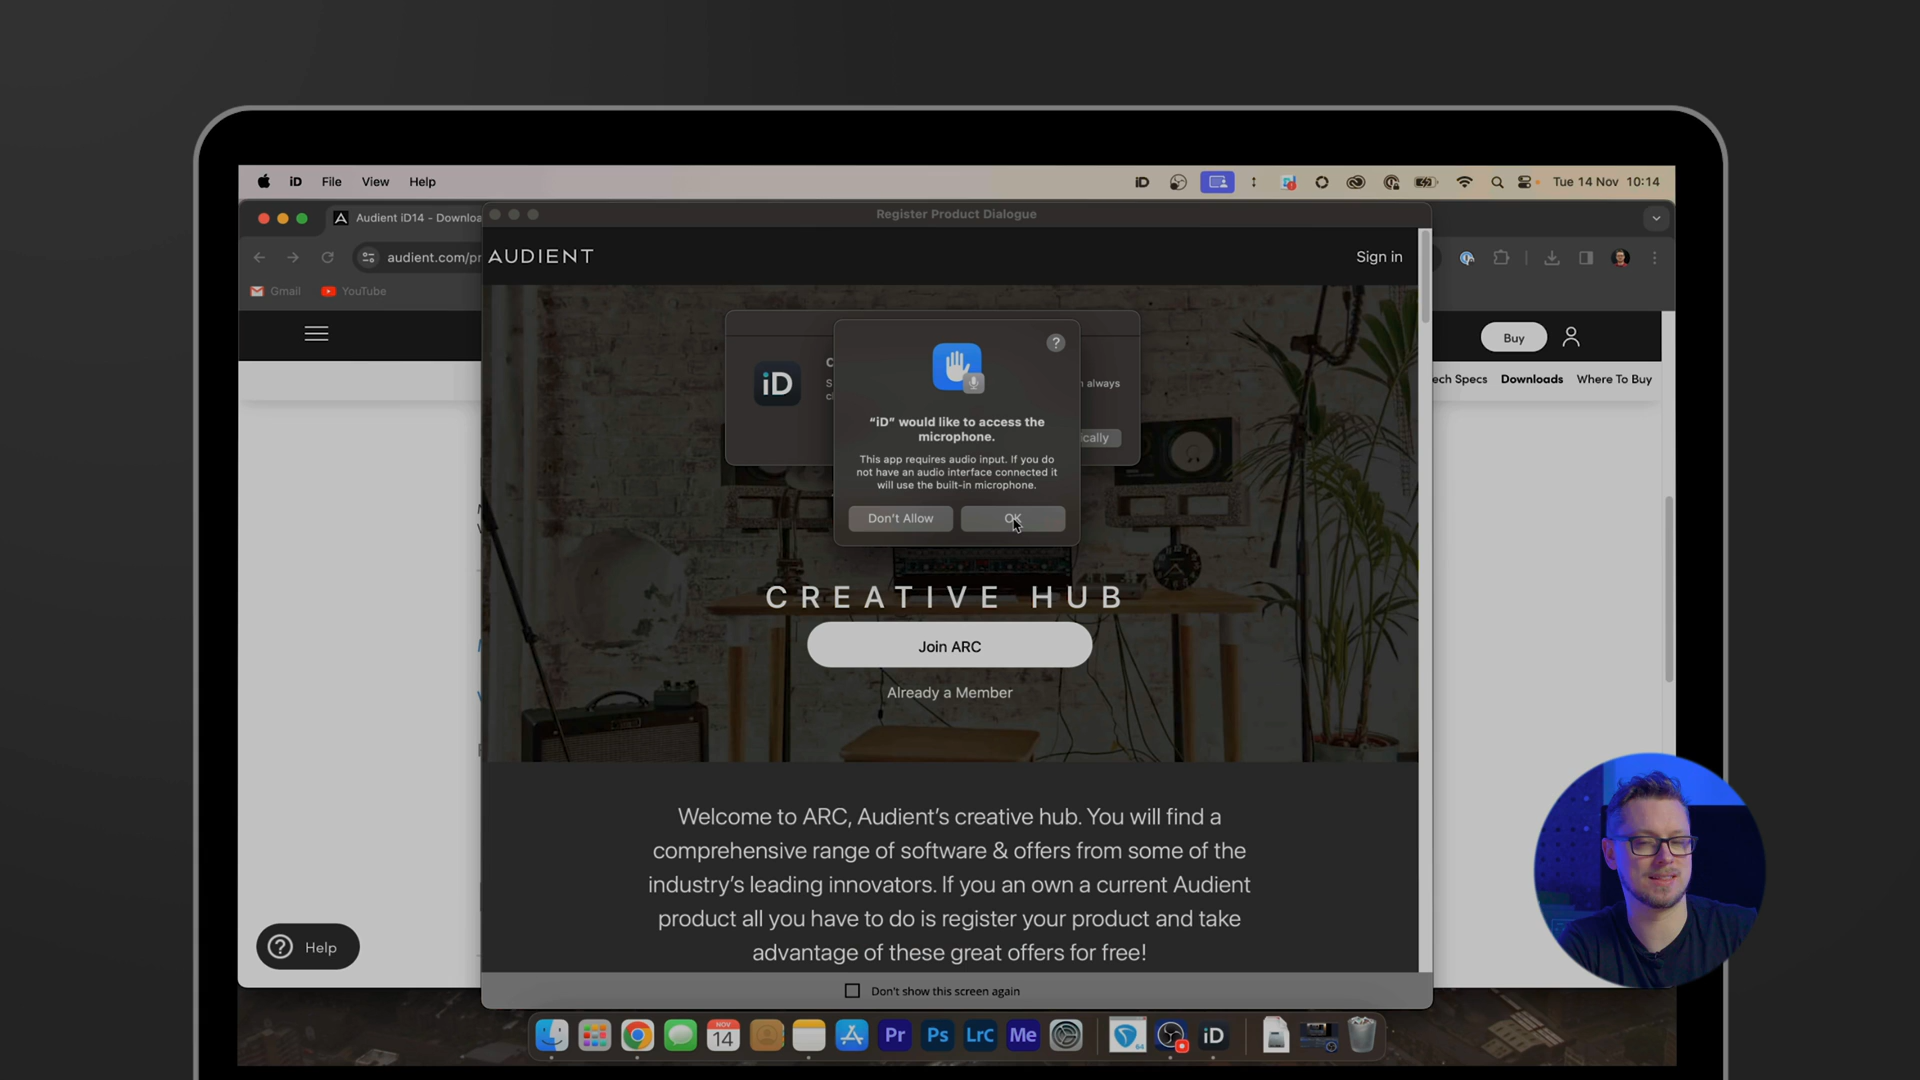 iD File View Help
iD
Tue 14 Nov 10:14
Audient iD14 - Downloa
Register Product Dialogue
audient.com/pr
AUDIENT
Sign in
Gmail
YouTube
Buy
ech Specs
Downloads
Where To Buy
iD
always
ically
?
“iD” would like to access the
microphone.
This app requires audio input. If you do
not have an audio interface connected it
will use the built-in microphone.
Don't Allow
OK
CREATIVE HUB
Join ARC
Already a Member
Welcome to ARC, Audient’s creative hub. You will find a
comprehensive range of software & offers from some of the
industry’s leading innovators. If you an own a current Audient
product all you have to do is register your product and take
advantage of these great offers for free!
? Help
Don't show this screen again
NOV
14
Pr
Ps
LrC
Me
64
iD